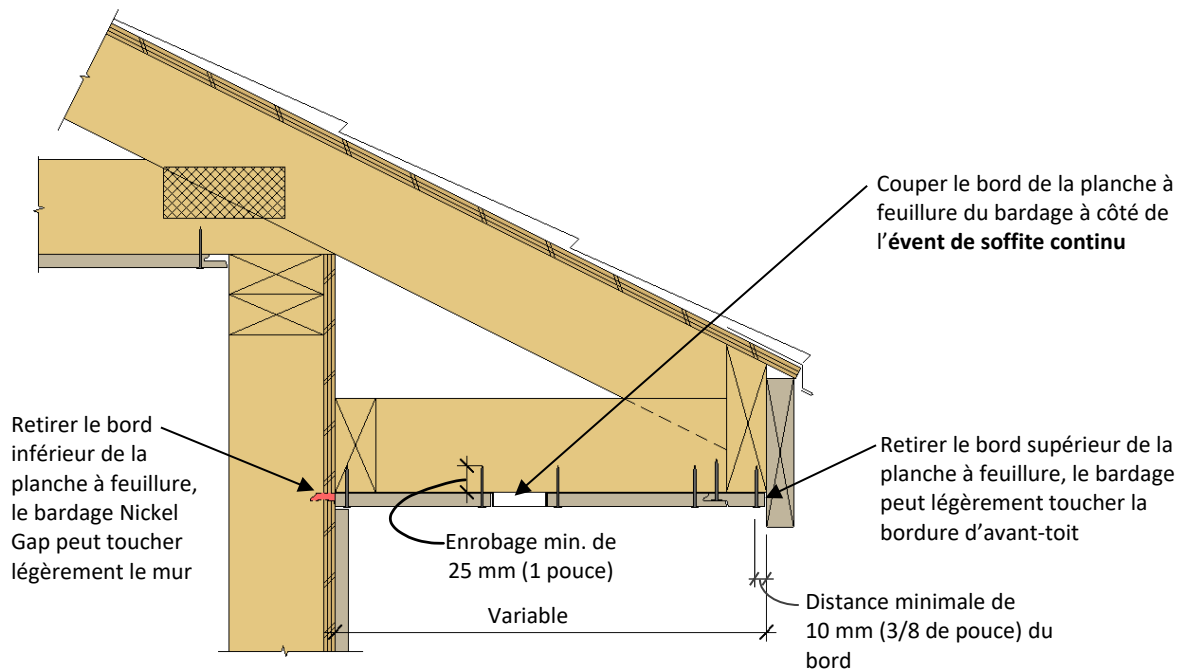 Couper le bord de la planche à
feuillure du bardage à côté de
l’évent de soffite continu
Retirer le bord
inférieur de la
planche à feuillure,
le bardage Nickel
Gap peut toucher
légèrement le mur
Retirer le bord supérieur de la
planche à feuillure, le bardage
peut légèrement toucher la
bordure d’avant-toit
Enrobage min. de
25 mm (1 pouce)
Variable
Distance minimale de
10 mm (3/8 de pouce) du
bord